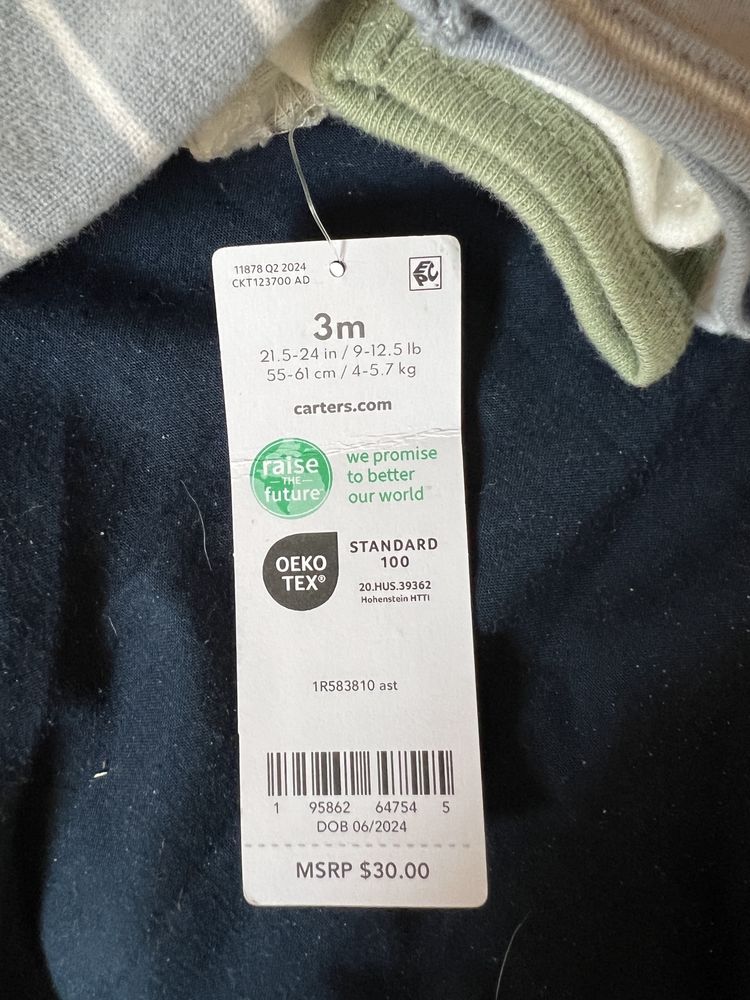 11878 Q2 2024
CKT123700 AD
EPC
3m
21.5-24 in / 9-12.5 lb
55-61 cm / 4-5.7 kg
carters.com
raise
THE
future
we promise
to better
our world
OEKO
TEX®
STANDARD
100
20.HUS.39362
Hohenstein HTTI
1R583810 ast
1 95862 64754 5
DOB 06/2024
MSRP $30.00